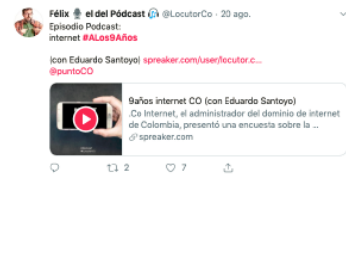 Félix 🎙 el del Pódcast 🎧 @LocutorCo · 20 ago.
Episodio Podcast:
internet #ALos9Años
(con Eduardo Santoyo) spreaker.com/user/locutor.c...
@puntoCO
9años internet CO (con Eduardo Santoyo)
.Co Internet, el administrador del dominio de internet
de Colombia, presentó una encuesta sobre la ...
spreaker.com
2
7